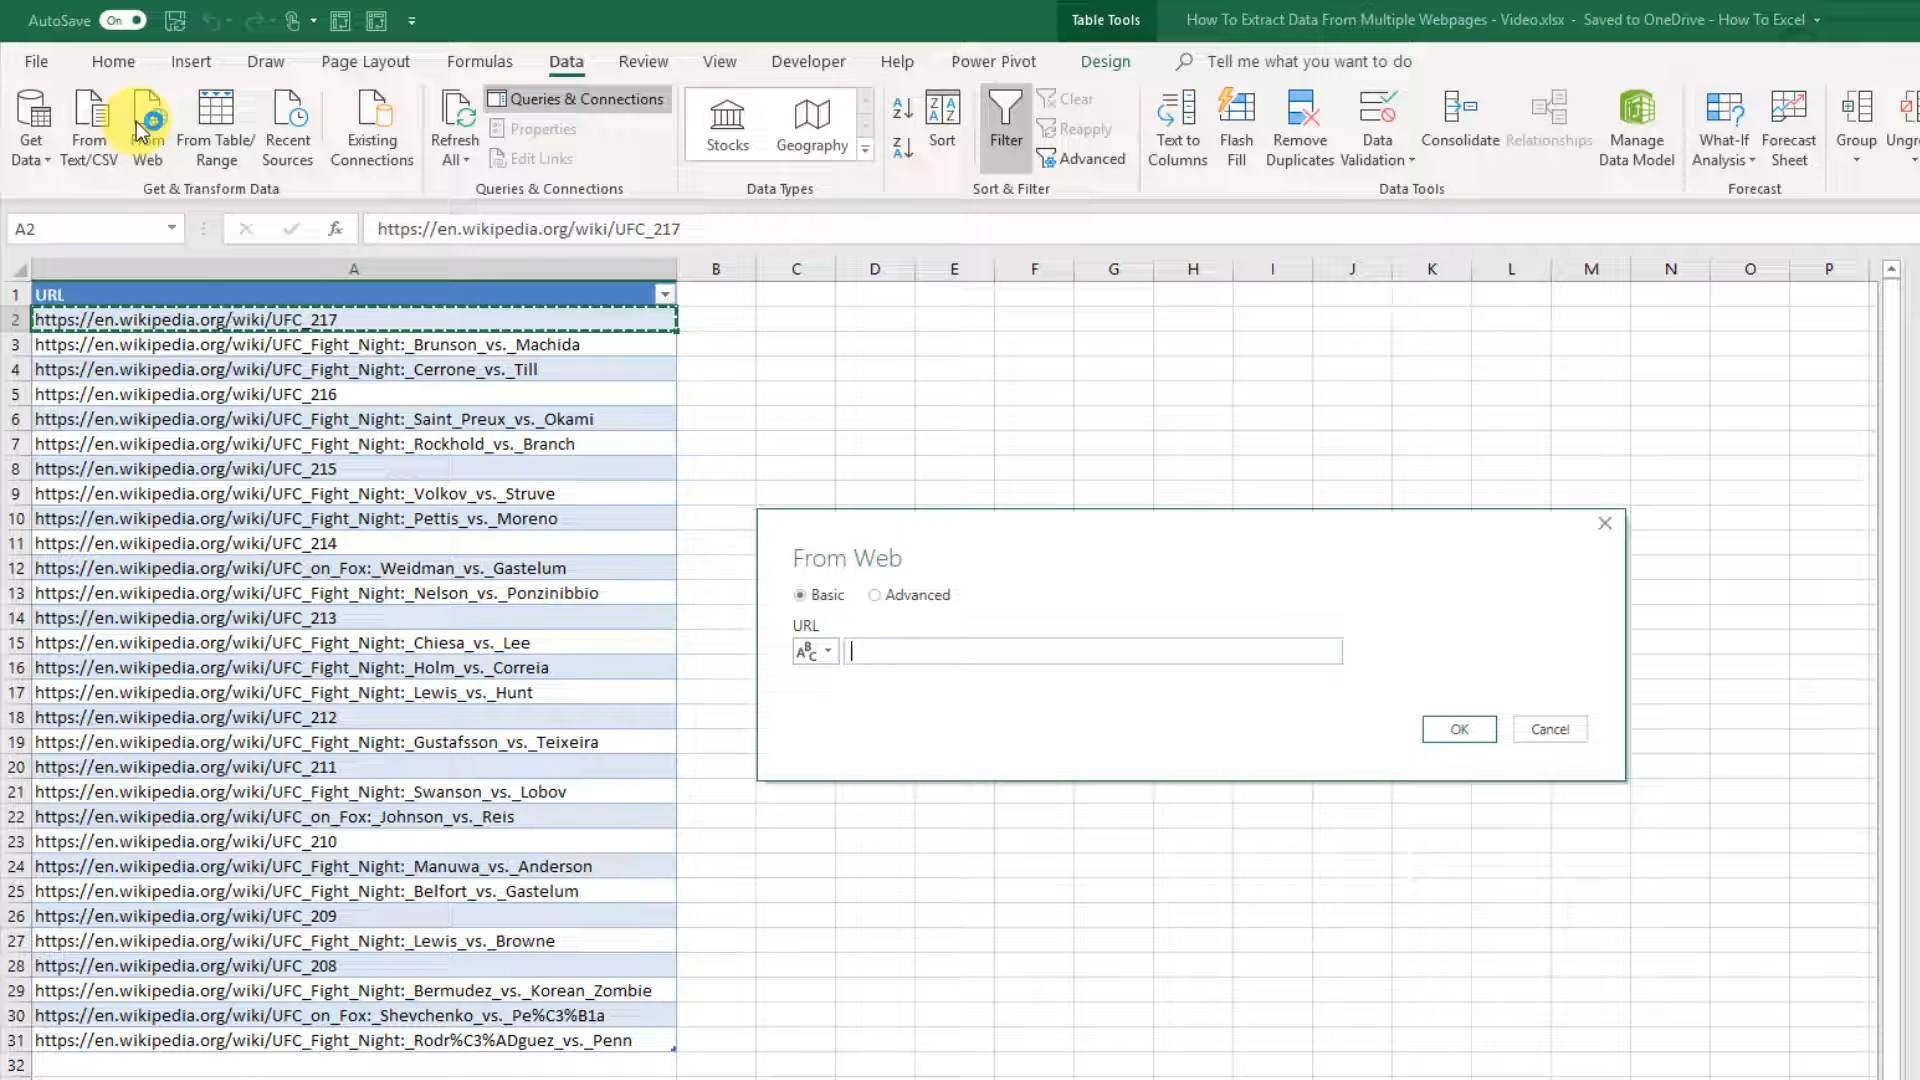 AutoSave On Table Tools How To Extract Data From Multiple Webpages - Video.xlsx - Saved to OneDrive - How To Excel
File Home Insert Draw Page Layout Formulas Data Review View Developer Help Power Pivot Design Tell me what you want to do
Get Data
From Text/CSV
From Web
From Table/ Range
Recent Sources
Existing Connections
Get & Transform Data
Refresh All
Queries & Connections
Properties
Edit Links
Queries & Connections
Stocks
Geography
Data Types
Sort
Filter
Clear
Reapply
Advanced
Sort & Filter
Text to Columns
Flash Fill
Remove Duplicates
Data Validation
Consolidate
Relationships
Manage Data Model
Data Tools
What-If Analysis
Forecast Sheet
Forecast
Group
A2 fx https://en.wikipedia.org/wiki/UFC_217
A B C D E F G H I J K L M N O P
1 URL
2 https://en.wikipedia.org/wiki/UFC_217
3 https://en.wikipedia.org/wiki/UFC_Fight_Night:_Brunson_vs._Machida
4 https://en.wikipedia.org/wiki/UFC_Fight_Night:_Cerrone_vs._Till
5 https://en.wikipedia.org/wiki/UFC_216
6 https://en.wikipedia.org/wiki/UFC_Fight_Night:_Saint_Preux_vs._Okami
7 https://en.wikipedia.org/wiki/UFC_Fight_Night:_Rockhold_vs._Branch
8 https://en.wikipedia.org/wiki/UFC_215
9 https://en.wikipedia.org/wiki/UFC_Fight_Night:_Volkov_vs._Struve
10 https://en.wikipedia.org/wiki/UFC_Fight_Night:_Pettis_vs._Moreno
11 https://en.wikipedia.org/wiki/UFC_214
12 https://en.wikipedia.org/wiki/UFC_on_Fox:_Weidman_vs._Gastelum
13 https://en.wikipedia.org/wiki/UFC_Fight_Night:_Nelson_vs._Ponzinibbio
14 https://en.wikipedia.org/wiki/UFC_213
15 https://en.wikipedia.org/wiki/UFC_Fight_Night:_Chiesa_vs._Lee
16 https://en.wikipedia.org/wiki/UFC_Fight_Night:_Holm_vs._Correia
17 https://en.wikipedia.org/wiki/UFC_Fight_Night:_Lewis_vs._Hunt
18 https://en.wikipedia.org/wiki/UFC_212
19 https://en.wikipedia.org/wiki/UFC_Fight_Night:_Gustafsson_vs._Teixeira
20 https://en.wikipedia.org/wiki/UFC_211
21 https://en.wikipedia.org/wiki/UFC_Fight_Night:_Swanson_vs._Lobov
22 https://en.wikipedia.org/wiki/UFC_on_Fox:_Johnson_vs._Reis
23 https://en.wikipedia.org/wiki/UFC_210
24 https://en.wikipedia.org/wiki/UFC_Fight_Night:_Manuwa_vs._Anderson
25 https://en.wikipedia.org/wiki/UFC_Fight_Night:_Belfort_vs._Gastelum
26 https://en.wikipedia.org/wiki/UFC_209
27 https://en.wikipedia.org/wiki/UFC_Fight_Night:_Lewis_vs._Browne
28 https://en.wikipedia.org/wiki/UFC_208
29 https://en.wikipedia.org/wiki/UFC_Fight_Night:_Bermudez_vs._Korean_Zombie
30 https://en.wikipedia.org/wiki/UFC_on_Fox:_Shevchenko_vs._Pe%C3%B1a
31 https://en.wikipedia.org/wiki/UFC_Fight_Night:_Rodr%C3%ADguez_vs._Penn
32
From Web
Basic Advanced
URL
ABC
OK Cancel